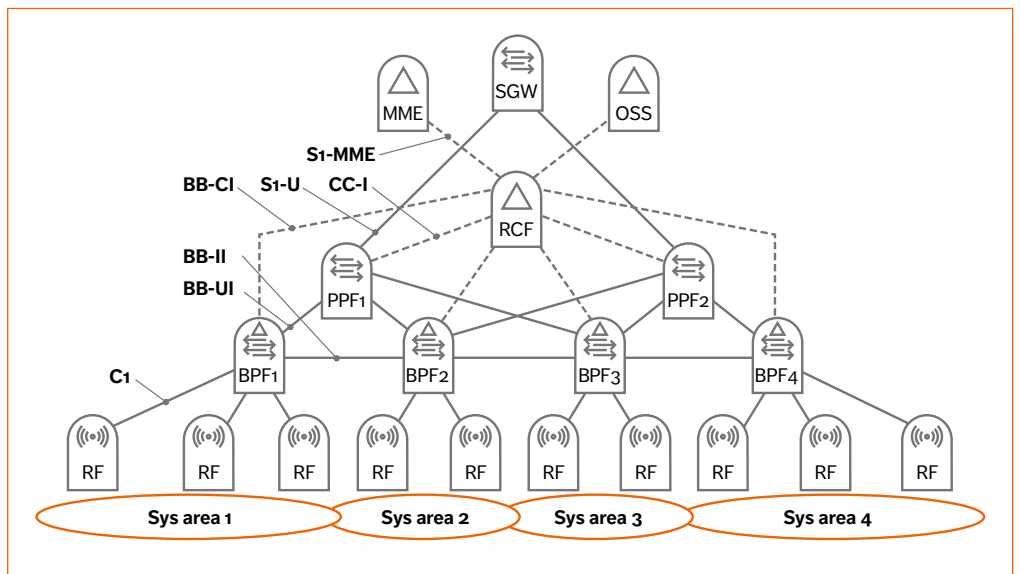 SGW
MME
OSS
S1-MME
BB-CI
S1-U
CC-I
RCF
BB-II
PPF1
PPF2
BB-UI
BPF1
BPF2
BPF3
BPF4
C1
RF
RF
RF
RF
RF
RF
RF
RF
RF
RF
Sys area 1
Sys area 2
Sys area 3
Sys area 4